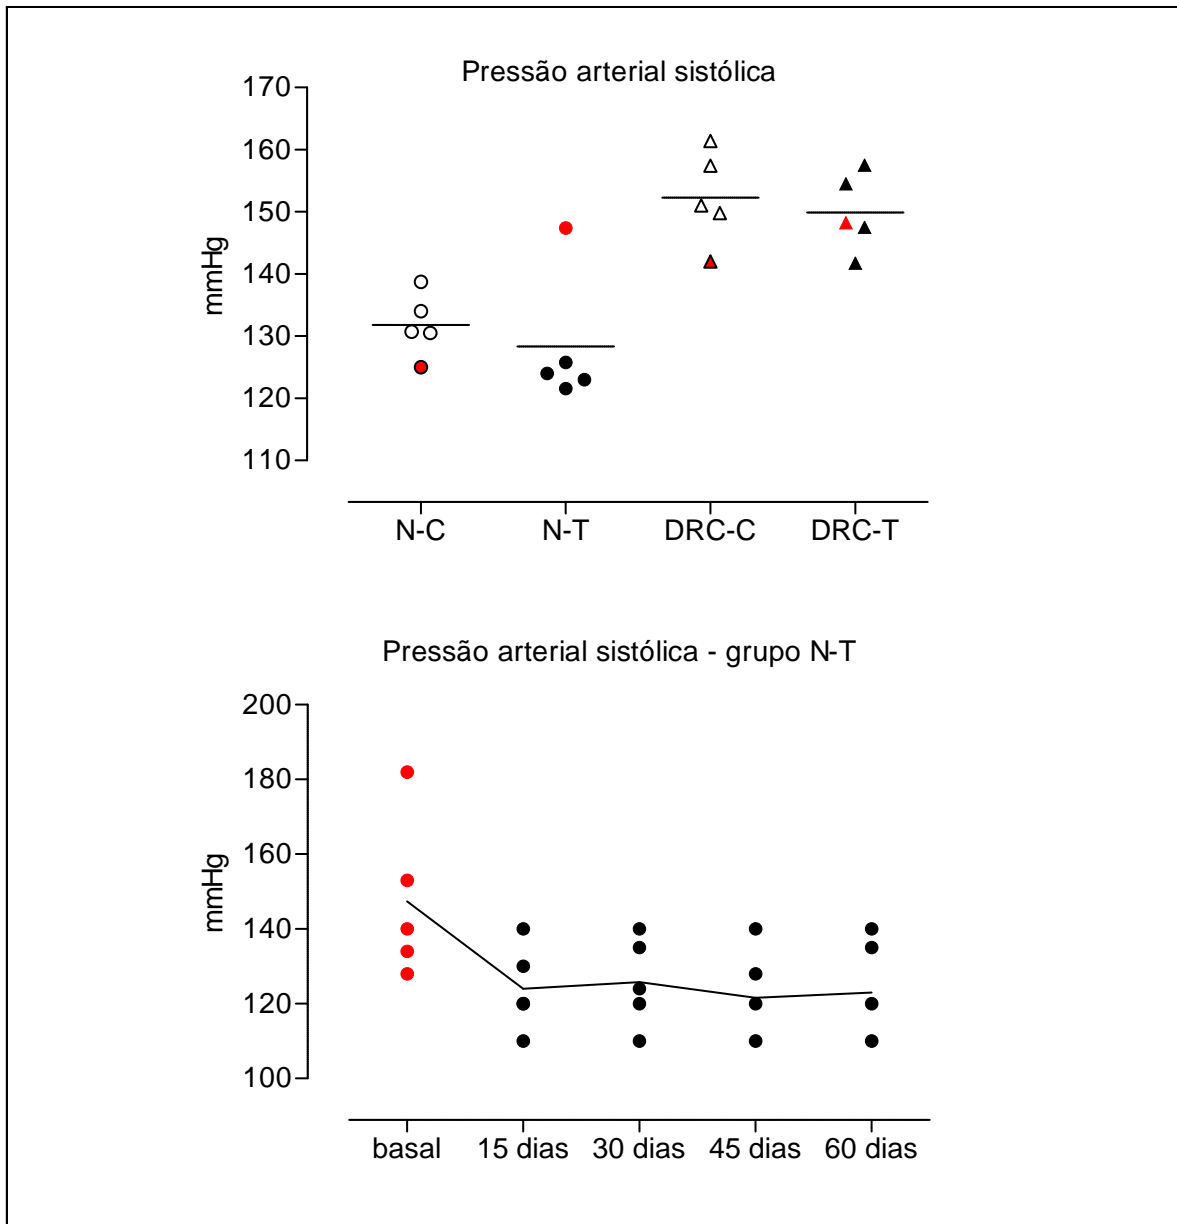 Pressão arterial sistólica
170
160
150
140
130
120
110
mmHg
N-C N-T DRC-C DRC-T
Pressão arterial sistólica - grupo N-T
200
180
160
140
120
100
mmHg
basal 15 dias 30 dias 45 dias 60 dias